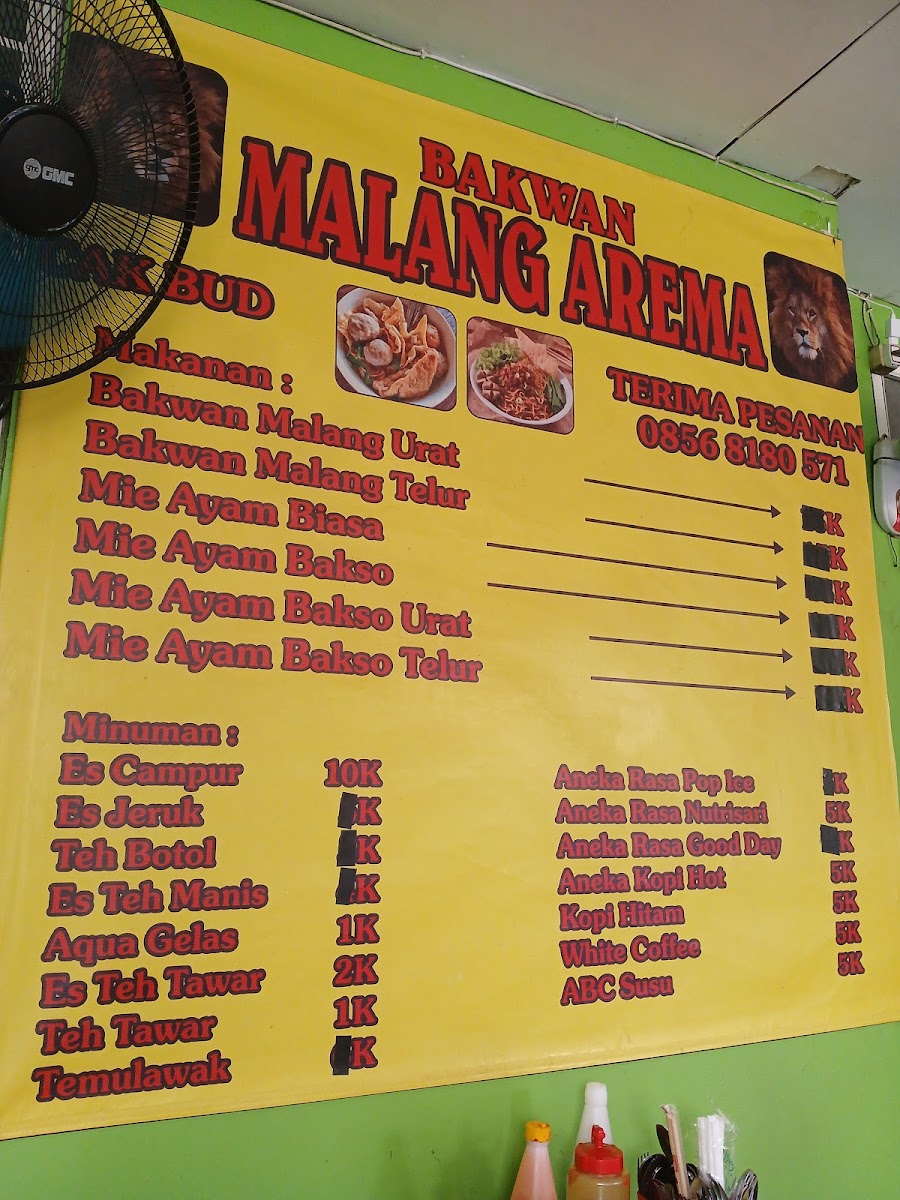 GMC
BAKWAN
MALANG AREMA
BUD
TERIMA PESANAN
0856 8180 571
Makanan :
Bakwan Malang Urat K
Bakwan Malang Telur K
Mie Ayam Biasa K
Mie Ayam Bakso K
Mie Ayam Bakso Urat K
Mie Ayam Bakso Telur K
Minuman :
Es Campur 10K
Es Jeruk K
Teh Botol K
Es Teh Manis K
Aqua Gelas 1K
Es Teh Tawar 2K
Teh Tawar 1K
Temulawak K
Aneka Rasa Pop Ice K
Aneka Rasa Nutrisari 5K
Aneka Rasa Good Day K
Aneka Kopi Hot 5K
Kopi Hitam 5K
White Coffee 5K
ABC Susu 5K